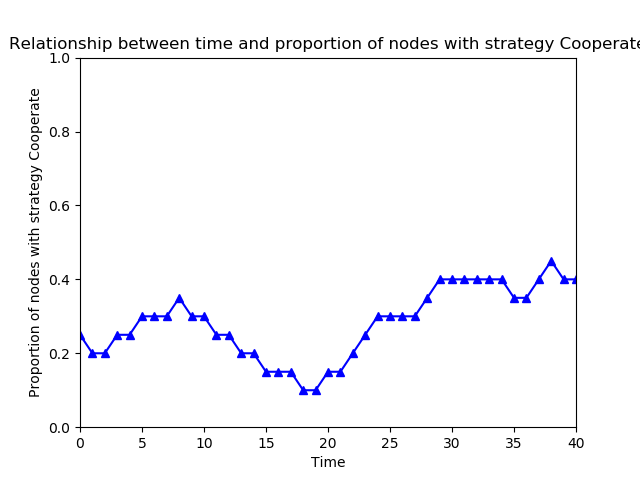 Relationship between time and proportion of nodes with strategy Cooperate
1.0
0.8
0.6
0.4
0.2
0.0
Proportion of nodes with strategy Cooperate
0 5 10 15 20 25 30 35 40
Time